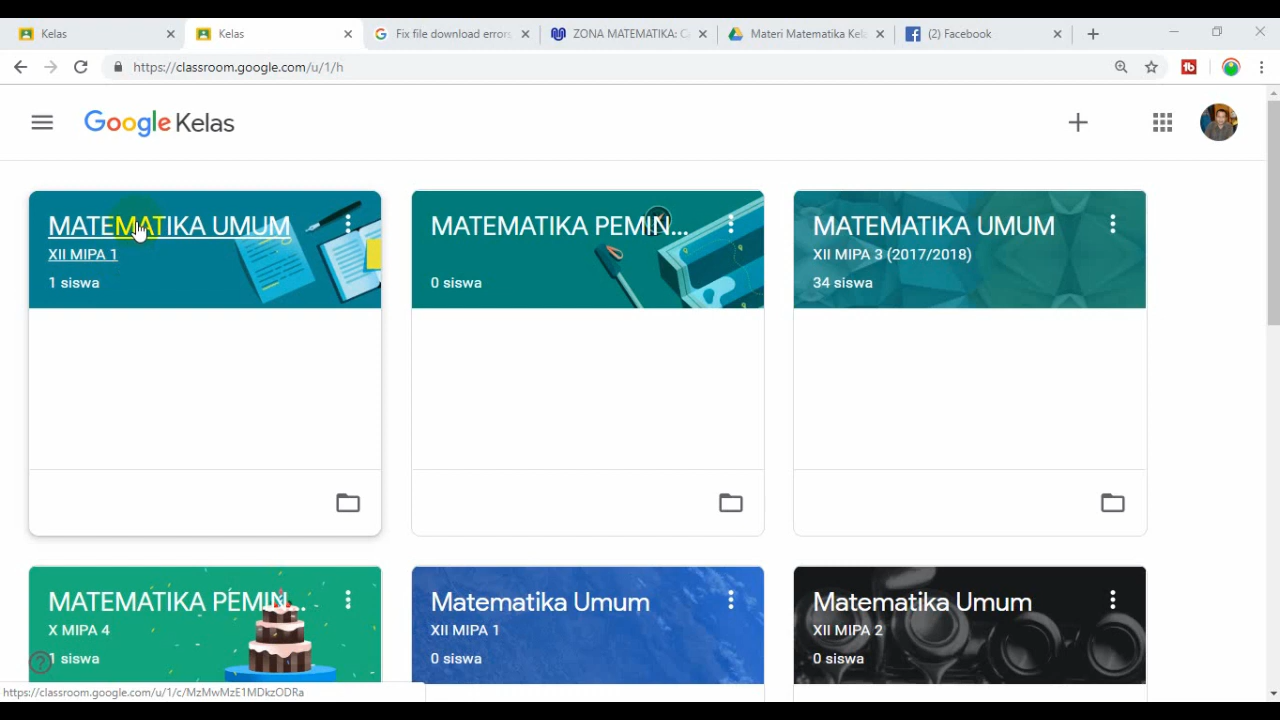 Kelas
Kelas
Fix file download errors
ZONA MATEMATIKA: C
Materi Matematika Kel
(2) Facebook
https://classroom.google.com/u/1/h
Google Kelas
MATEMATIKA UMUM
XII MIPA 1
1 siswa
MATEMATIKA PEMIN...
0 siswa
MATEMATIKA UMUM
XII MIPA 3 (2017/2018)
34 siswa
MATEMATIKA PEMIN...
X MIPA 4
1 siswa
Matematika Umum
XII MIPA 1
0 siswa
Matematika Umum
XII MIPA 2
0 siswa
https://classroom.google.com/u/1/c/MzMwMzE1MDkzODRa